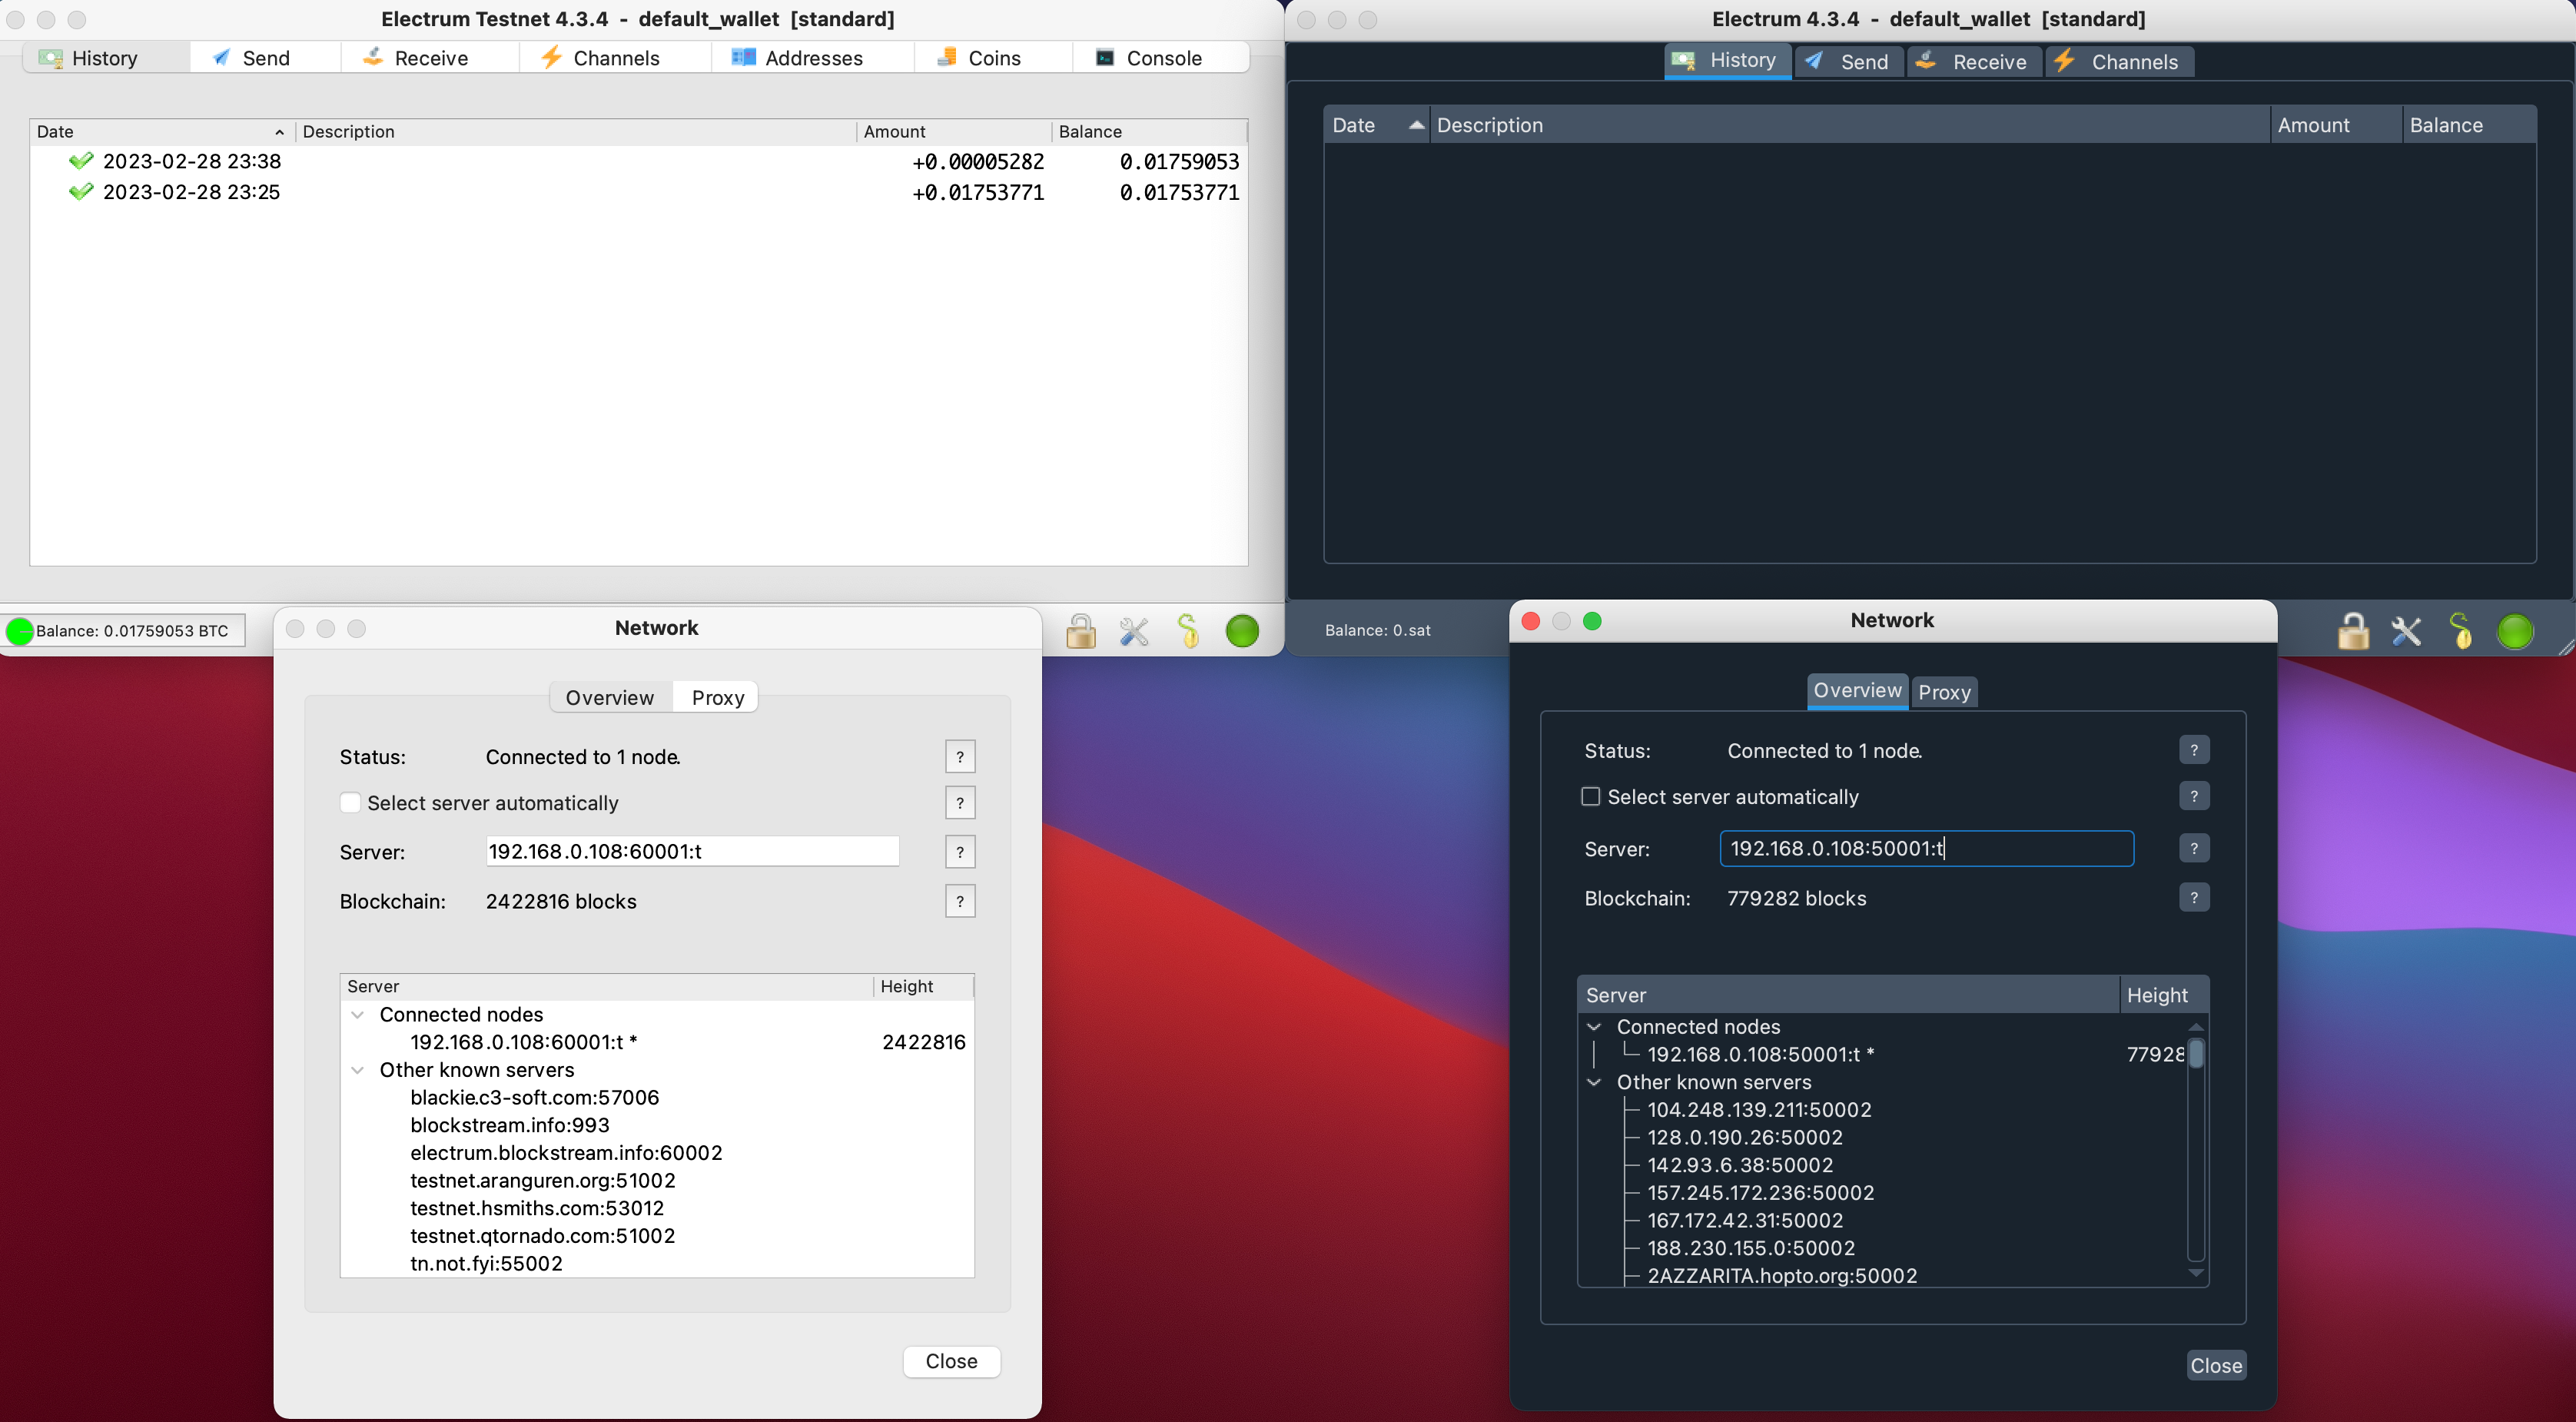 Electrum Testnet 4.3.4 - default_wallet [standard]
History Send Receive Channels Addresses Coins Console
Date Description Amount Balance
2023-02-28 23:38 +0.00005282 0.01759053
2023-02-28 23:25 +0.01753771 0.01753771
Balance: 0.01759053 BTC
Network
Overview Proxy
Status: Connected to 1 node. ?
Select server automatically ?
Server: 192.168.0.108:60001:t ?
Blockchain: 2422816 blocks ?
Server Height
Connected nodes
192.168.0.108:60001:t * 2422816
Other known servers
blackie.c3-soft.com:57006
blockstream.info:993
electrum.blockstream.info:60002
testnet.aranguren.org:51002
testnet.hsmiths.com:53012
testnet.qtornado.com:51002
tn.not.fyi:55002
Close
Electrum 4.3.4 - default_wallet [standard]
History Send Receive Channels
Date Description Amount Balance
Balance: 0.sat
Network
Overview Proxy
Status: Connected to 1 node. ?
Select server automatically ?
Server: 192.168.0.108:50001:t ?
Blockchain: 779282 blocks ?
Server Height
Connected nodes
192.168.0.108:50001:t * 77928
Other known servers
104.248.139.211:50002
128.0.190.26:50002
142.93.6.38:50002
157.245.172.236:50002
167.172.42.31:50002
188.230.155.0:50002
2AZZARITA.hopto.org:50002
Close